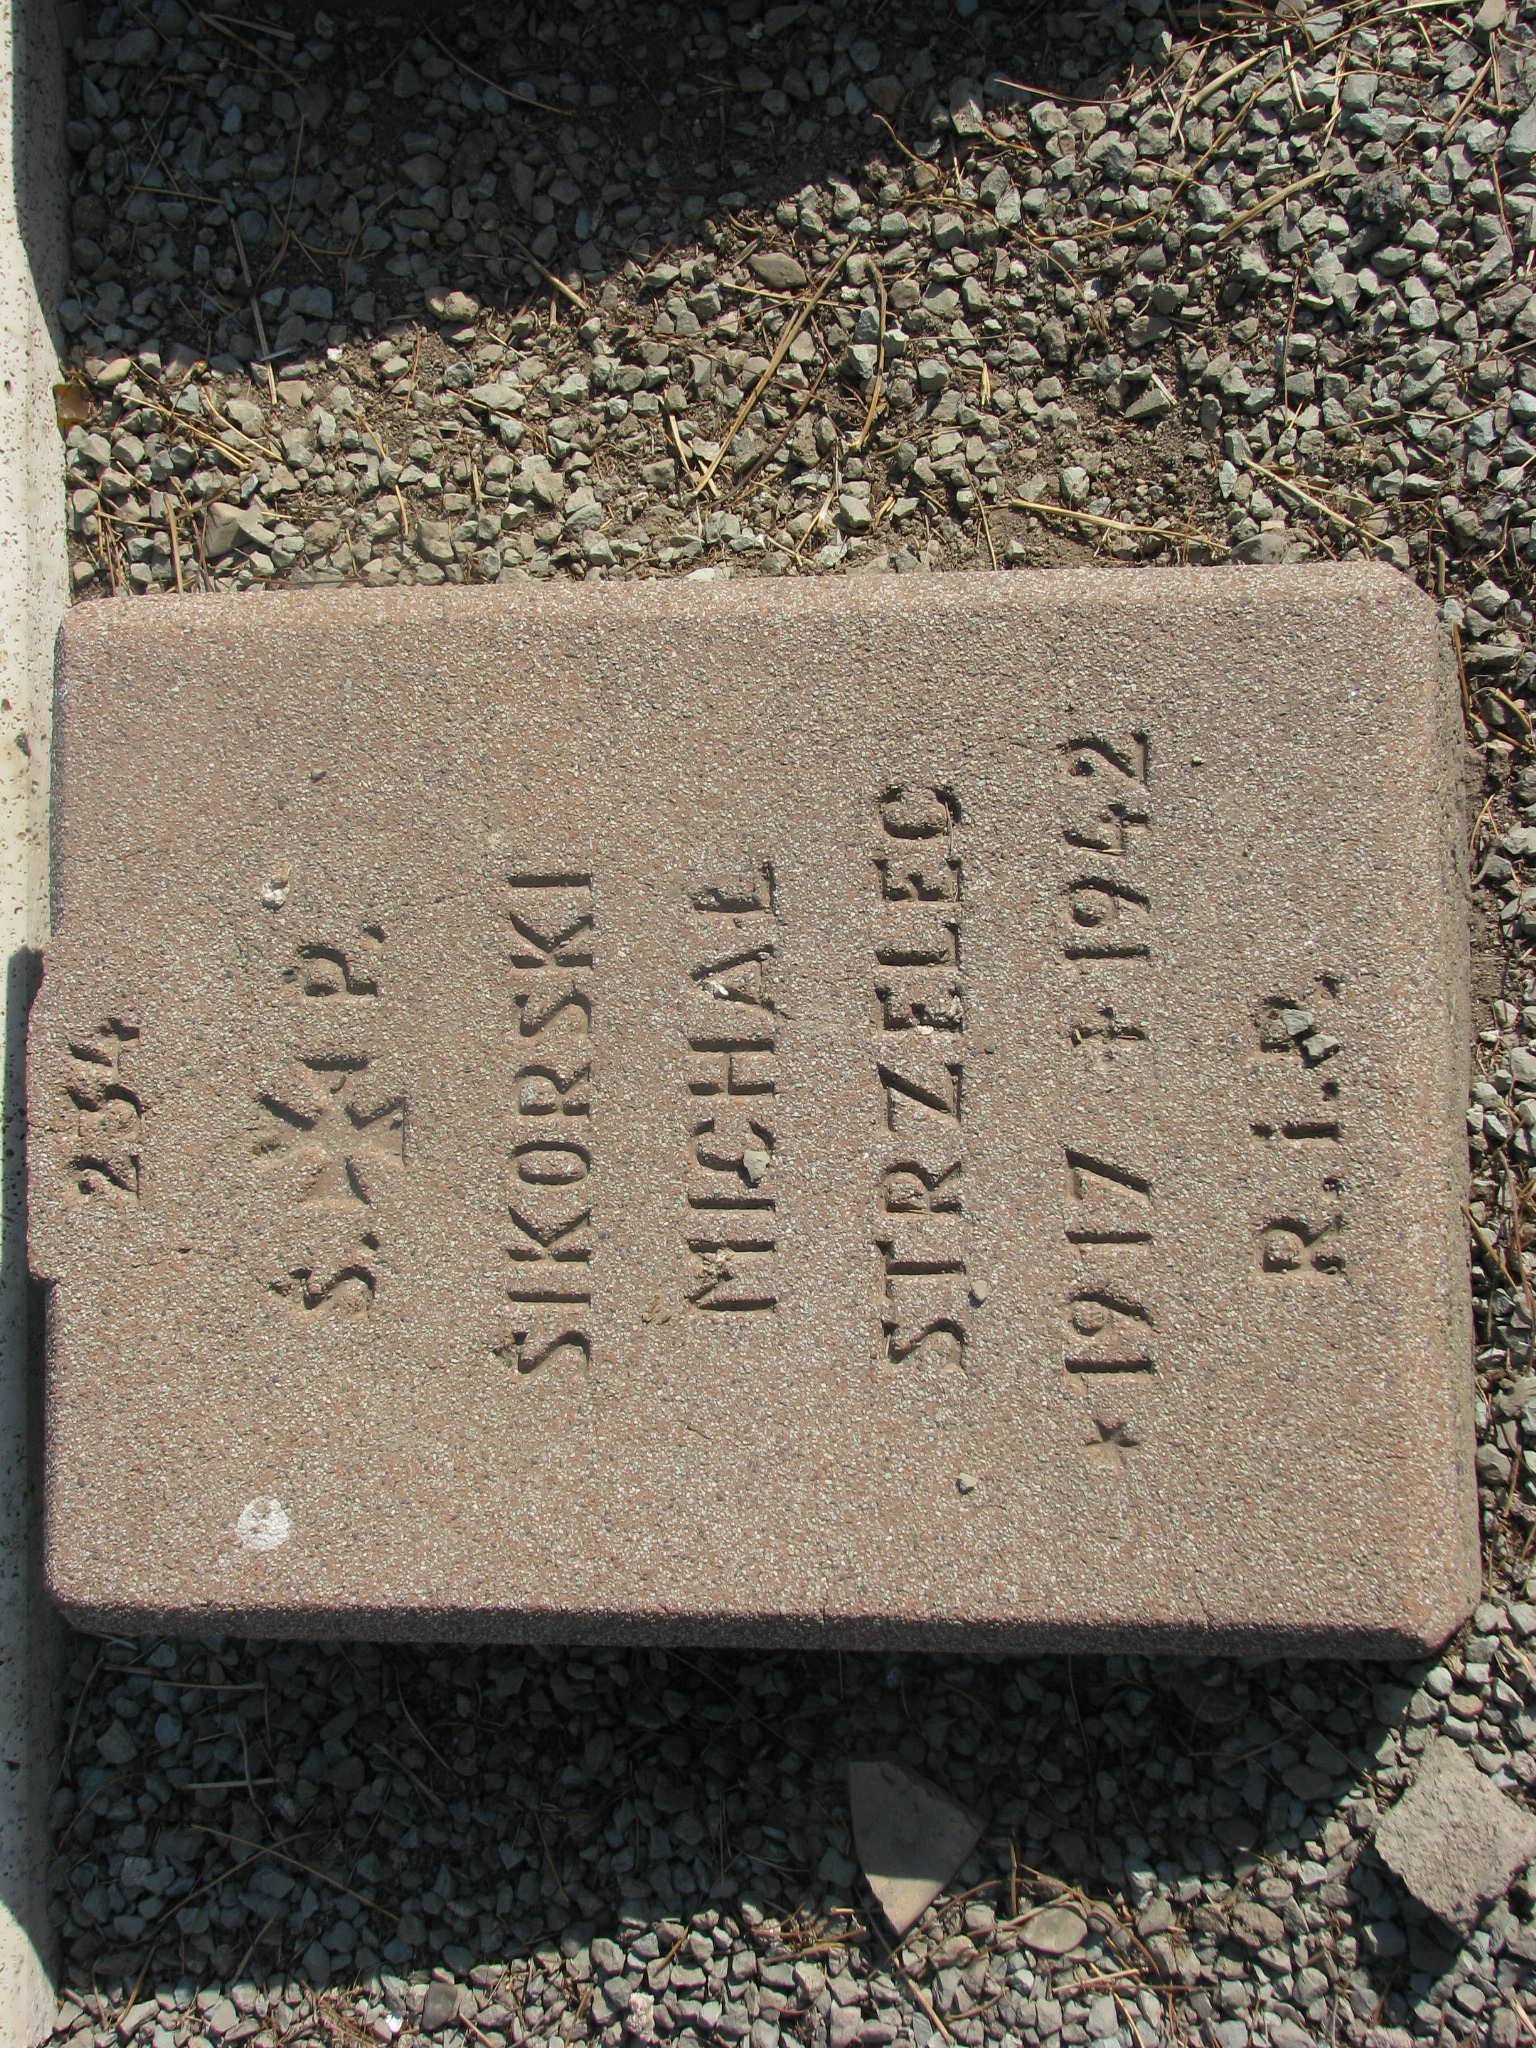 234
Ś. ✠ I P.
SIKORSKI
MICHAŁ
STRZELEC
* 1917 + 1942
R. i. P.